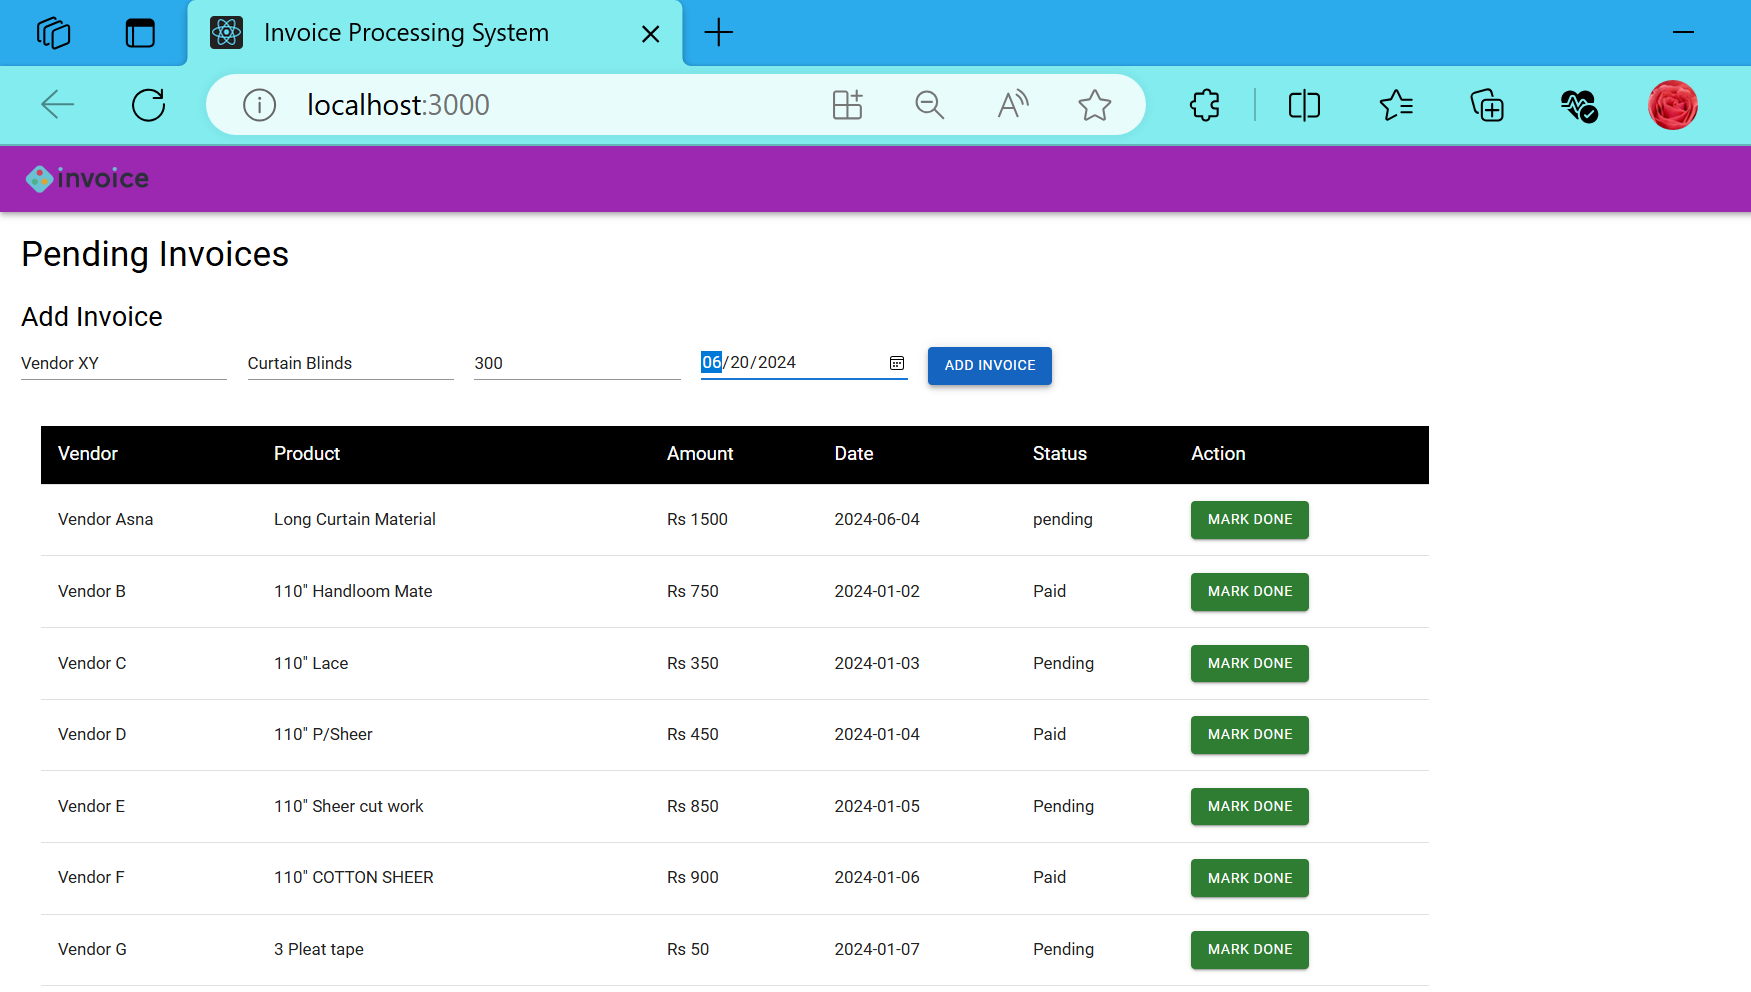 Invoice Processing System
localhost:3000
invoice
Pending Invoices
Add Invoice
Vendor XY Curtain Blinds 300 06/20/2024 ADD INVOICE
Vendor Product Amount Date Status Action
Vendor Asna Long Curtain Material Rs 1500 2024-06-04 pending MARK DONE
Vendor B 110" Handloom Mate Rs 750 2024-01-02 Paid MARK DONE
Vendor C 110" Lace Rs 350 2024-01-03 Pending MARK DONE
Vendor D 110" P/Sheer Rs 450 2024-01-04 Paid MARK DONE
Vendor E 110" Sheer cut work Rs 850 2024-01-05 Pending MARK DONE
Vendor F 110" COTTON SHEER Rs 900 2024-01-06 Paid MARK DONE
Vendor G 3 Pleat tape Rs 50 2024-01-07 Pending MARK DONE